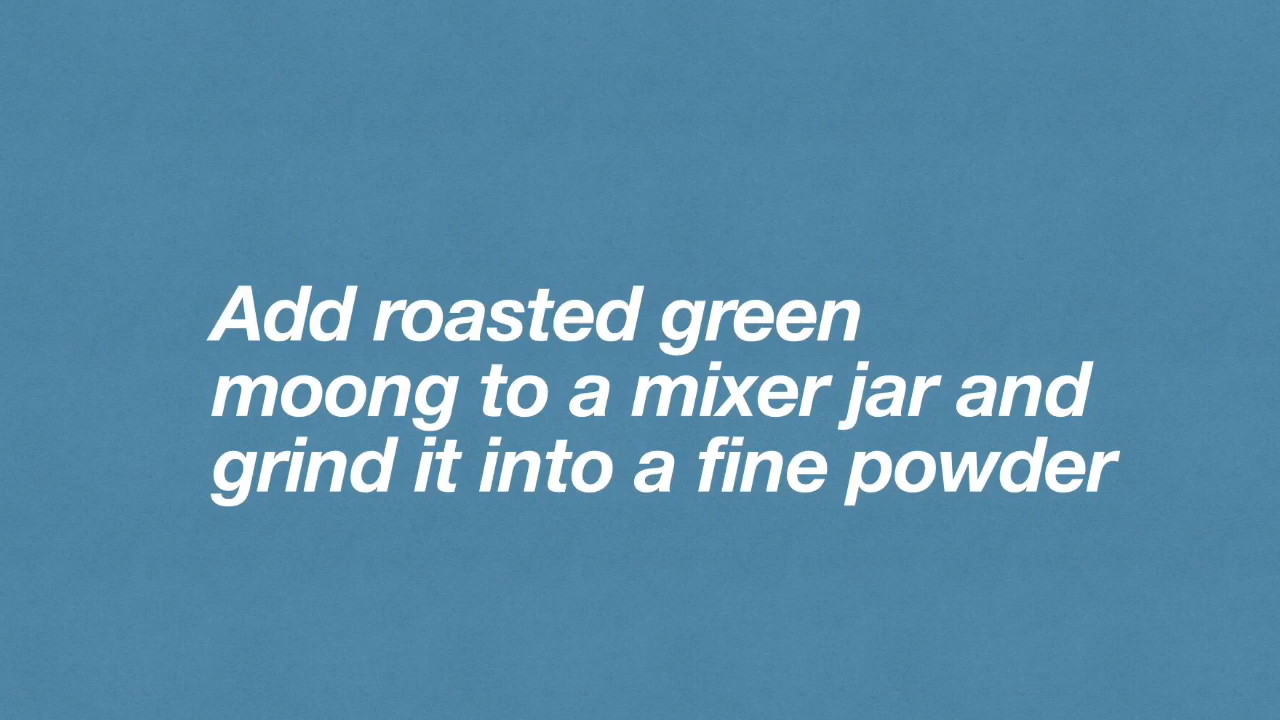 Add roasted green
moong to a mixer jar and
grind it into a fine powder